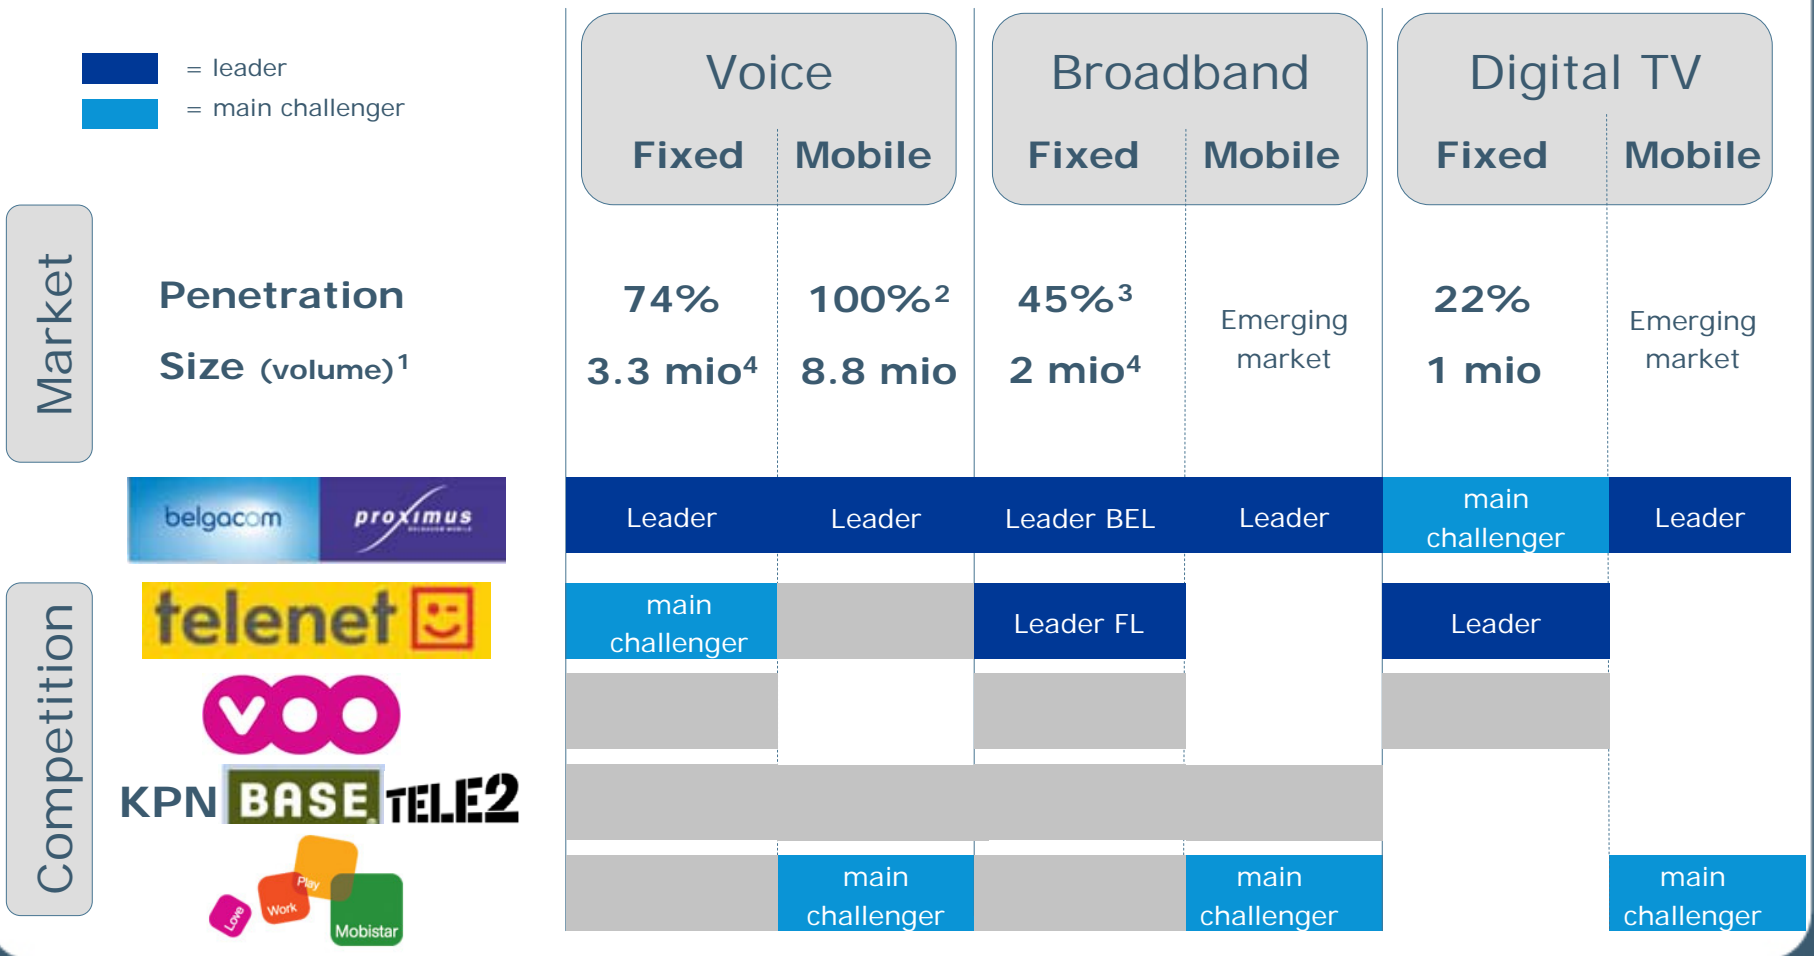 = leader
= main challenger
Voice
Broadband
Digital TV
Fixed
Mobile
Fixed
Mobile
Fixed
Mobile
Market
Penetration
74%
100%²
45%³
Emerging
market
22%
Emerging
market
Size (volume)¹
3.3 mio⁴
8.8 mio
2 mio⁴
1 mio
belgacom
proximus
Leader
Leader
Leader BEL
Leader
main
challenger
Leader
Competition
telenet
main
challenger
Leader FL
Leader
VOO
KPN
BASE
TELE2
Love
Work
Play
Mobistar
main
challenger
main
challenger
main
challenger